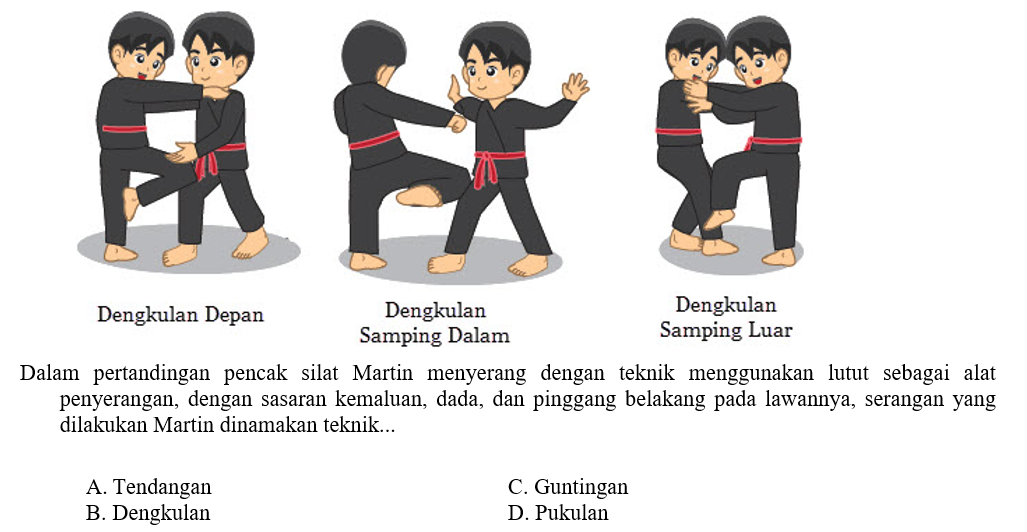 Dengkulan Depan
Dengkulan
Samping Dalam
Dengkulan
Samping Luar
Dalam pertandingan pencak silat Martin menyerang dengan teknik menggunakan lutut sebagai alat
penyerangan, dengan sasaran kemaluan, dada, dan pinggang belakang pada lawannya, serangan yang
dilakukan Martin dinamakan teknik...
A. Tendangan
B. Dengkulan
C. Guntingan
D. Pukulan